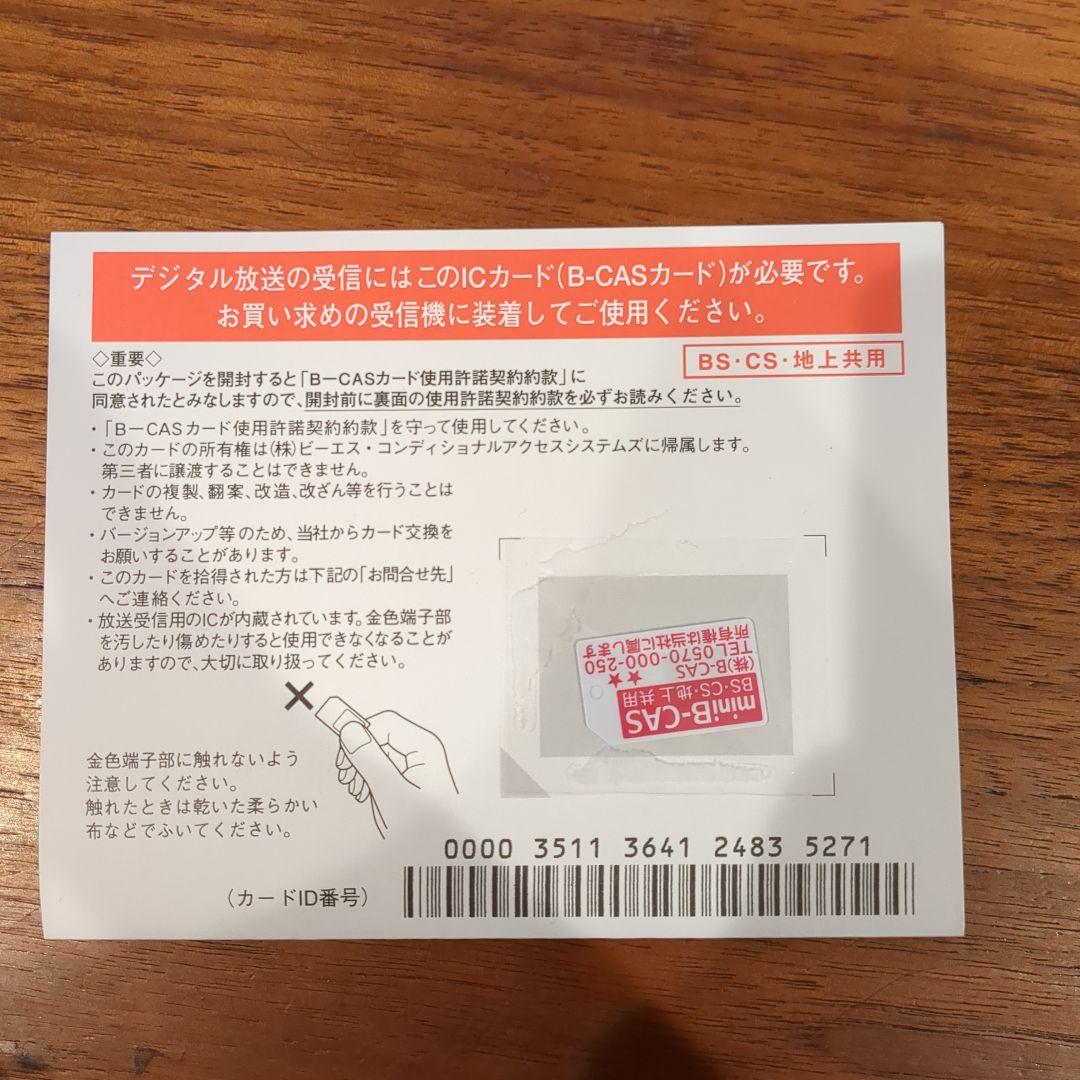 デジタル放送の受信にはこのICカード(B-CASカード)が必要です。
お買い求めの受信機に装着してご使用ください。
BS・CS・地上共用
◇重要◇
このパッケージを開封すると「B-CASカード使用許諾契約約款」に
同意されたとみなしますので、開封前に裏面の使用許諾契約約款を必ずお読みください。
・「B-CASカード使用許諾契約約款」を守って使用してください。
・このカードの所有権は(株)ビーエス・コンディショナルアクセスシステムズに帰属します。
第三者に譲渡することはできません。
・カードの複製、翻案、改造、改ざん等を行うことは
できません。
・バージョンアップ等のため、当社からカード交換を
お願いすることがあります。
・このカードを拾得された方は下記の「お問合せ先」
へご連絡ください。
・放送受信用のICが内蔵されています。金色端子部
を汚したり傷めたりすると使用できなくなることが
ありますので、大切に取り扱ってください。
金色端子部に触れないよう
注意してください。
触れたときは乾いた柔らかい
布などでふいてください。
miniB-CAS
BS・CS・地上共用
★★
(株)B-CAS
TEL 0570-000-250
所有権は当社に属します
0000 3511 3641 2483 5271
(カードID番号)